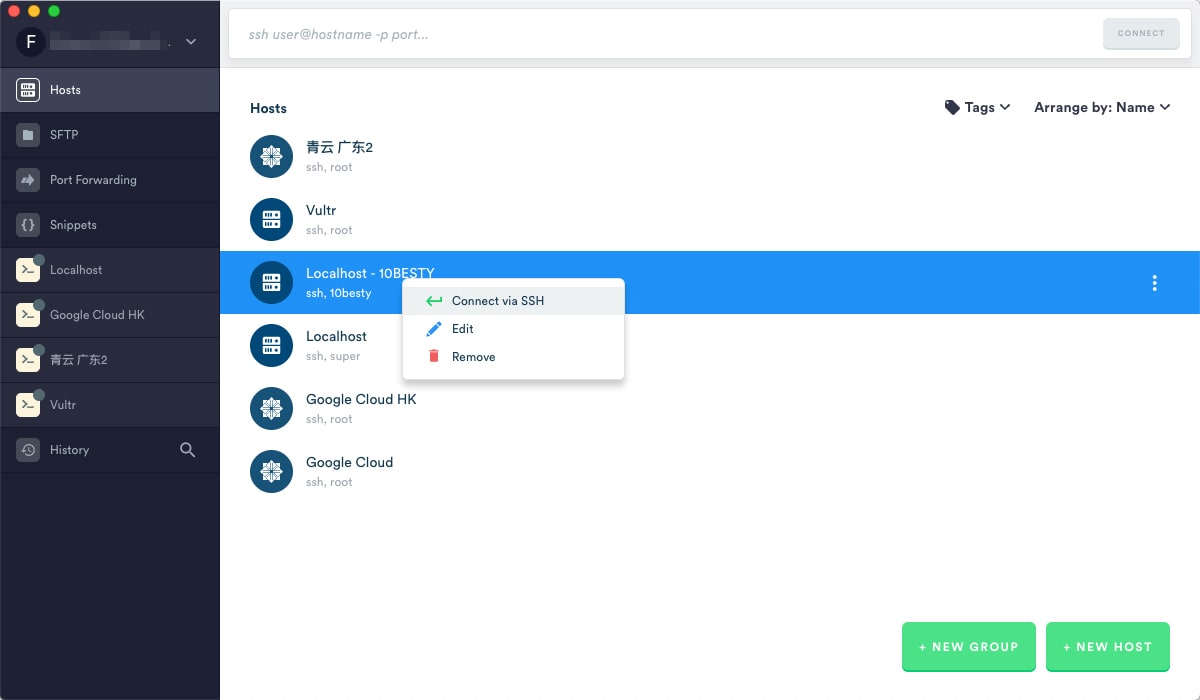 F
Hosts
SFTP
Port Forwarding
Snippets
Localhost
Google Cloud HK
青云 广东2
Vultr
History
ssh user@hostname -p port...
CONNECT
Hosts
Tags
Arrange by: Name
青云 广东2
ssh, root
Vultr
ssh, root
Localhost - 10BESTY
ssh, 10besty
Connect via SSH
Edit
Remove
Localhost
ssh, super
Google Cloud HK
ssh, root
Google Cloud
ssh, root
+ NEW GROUP
+ NEW HOST